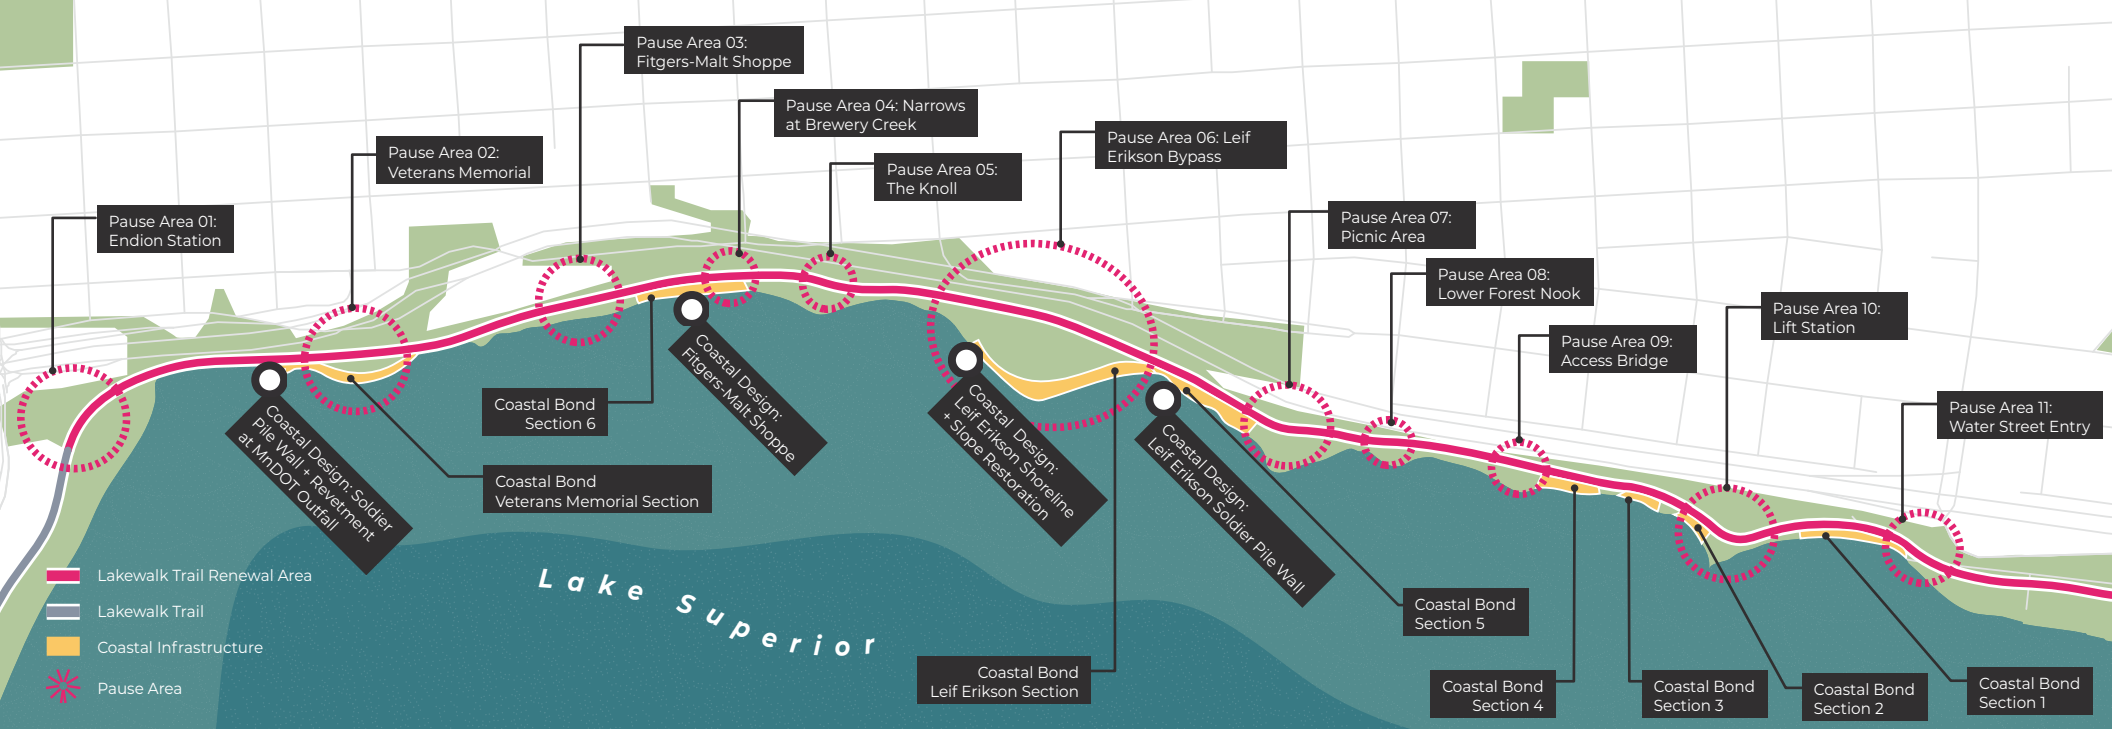 Pause Area 01:
Endion Station
Pause Area 02:
Veterans Memorial
Pause Area 03:
Fitgers-Malt Shoppe
Pause Area 04: Narrows
at Brewery Creek
Pause Area 05:
The Knoll
Pause Area 06: Leif
Erikson Bypass
Pause Area 07:
Picnic Area
Pause Area 08:
Lower Forest Nook
Pause Area 09:
Access Bridge
Pause Area 10:
Lift Station
Pause Area 11:
Water Street Entry
Coastal Design: Soldier
Pile Wall + Revetment
at MnDOT Outfall
Coastal Bond
Veterans Memorial Section
Coastal Bond
Section 6
Coastal Design:
Fitgers-Malt Shoppe
Coastal Design:
Leif Erikson Shoreline
+ Slope Restoration
Coastal Design:
Leif Erikson Soldier Pile Wall
Coastal Bond
Leif Erikson Section
Coastal Bond
Section 5
Coastal Bond
Section 4
Coastal Bond
Section 3
Coastal Bond
Section 2
Coastal Bond
Section 1
Lake Superior
Lakewalk Trail Renewal Area
Lakewalk Trail
Coastal Infrastructure
Pause Area